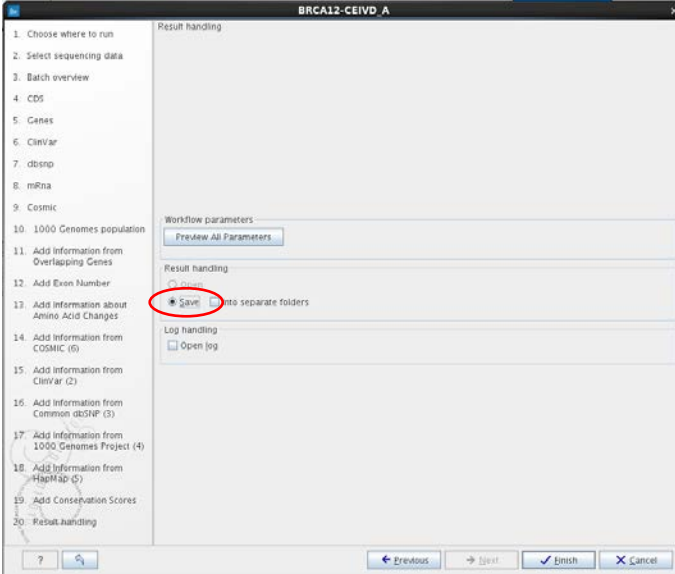 BRCA12-CEIVD_A
1. Choose where to run
2. Select sequencing data
3. Batch overview
4. CDS
5. Genes
6. ClinVar
7. dbsnp
8. mRna
9. Cosmic
10. 1000 Genomes population
11. Add Information from
Overlapping Genes
12. Add Exon Number
13. Add Information about
Amino Acid Changes
14. Add Information from
COSMIC (6)
15. Add Information from
ClinVar (2)
16. Add Information from
Common dbSNP (3)
17. Add Information from
1000 Genomes Project (4)
18. Add Information from
HapMap (5)
19. Add Conservation Scores
20. Result handling
Result handling
Workflow parameters
Preview All Parameters
Result handling
Open
Save Into separate folders
Log handling
Open log
? Previous Next Finish Cancel